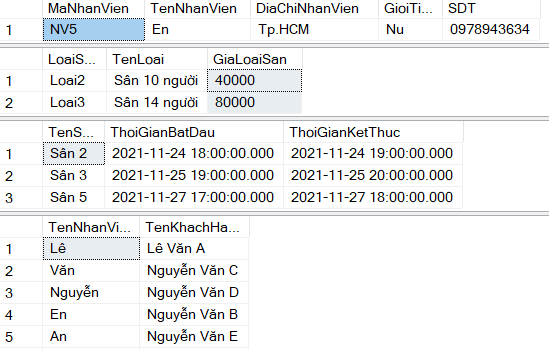 MaNhanVien TenNhanVien DiaChiNhanVien GioiTi... SDT
1 NV5 En Tp.HCM Nu 0978943634
LoaiS... TenLoai GiaLoaiSan
1 Loai2 Sân 10 người 40000
2 Loai3 Sân 14 người 80000
TenS... ThoiGianBatDau ThoiGianKetThuc
1 Sân 2 2021-11-24 18:00:00.000 2021-11-24 19:00:00.000
2 Sân 3 2021-11-25 19:00:00.000 2021-11-25 20:00:00.000
3 Sân 5 2021-11-27 17:00:00.000 2021-11-27 18:00:00.000
TenNhanVi... TenKhachHa...
1 Lê Lê Văn A
2 Văn Nguyễn Văn C
3 Nguyễn Nguyễn Văn D
4 En Nguyễn Văn B
5 An Nguyễn Văn E